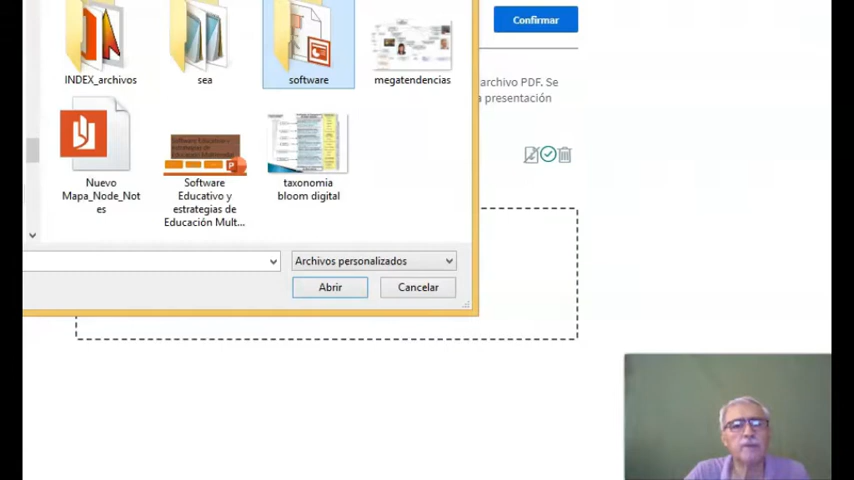 Confirmar
INDEX_archivos
sea
software
megatendencias
archivo PDF. Se
a presentación
Nuevo
Mapa_Node_Not
es
Software
Educativo y
estrategias de
Educación Mult...
taxonomia
bloom digital
Archivos personalizados
Abrir
Cancelar